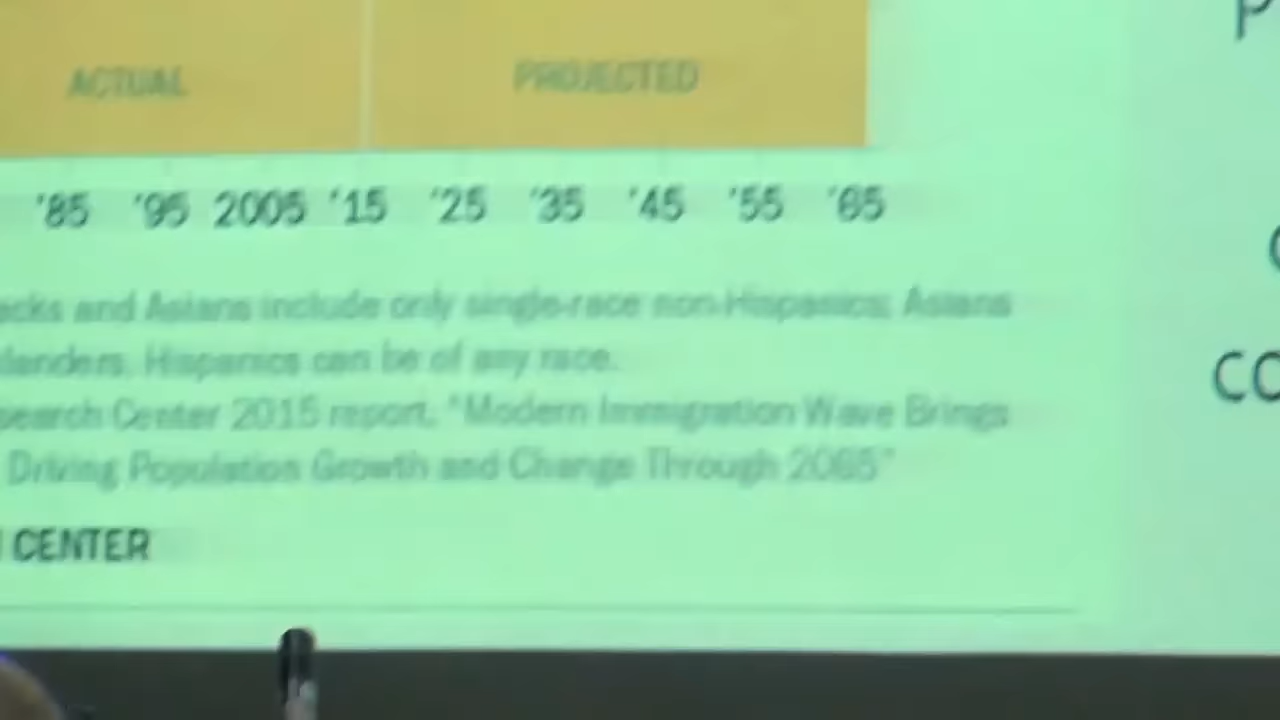 ACTUAL PROJECTED
'85 '95 2005 '15 '25 '35 '45 '55 '65
acks and Asians include only single-race non-Hispanics; Asians
landers. Hispanics can be of any race.
search Center 2015 report, "Modern Immigration Wave Brings
Driving Population Growth and Change Through 2065"
CENTER
P
CO